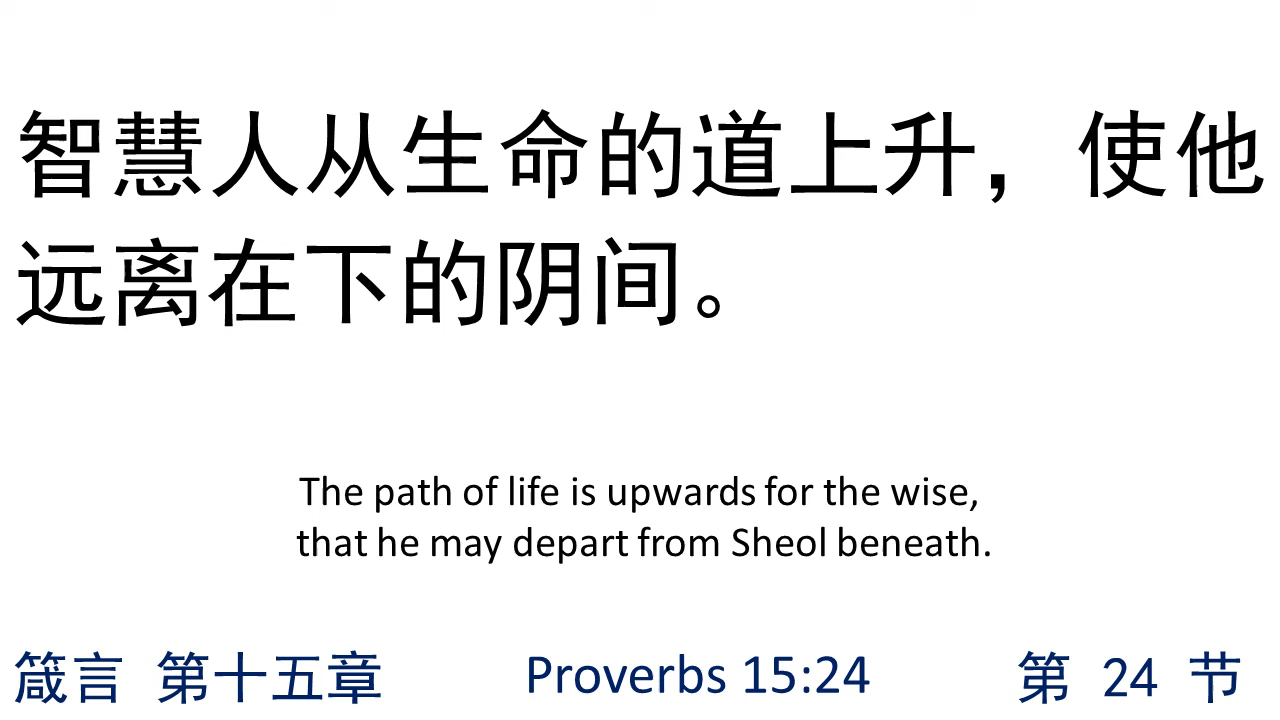 智慧人从生命的道上升，使他
远离在下的阴间。
The path of life is upwards for the wise,
that he may depart from Sheol beneath.
箴言 第十五章 Proverbs 15:24 第 24 节